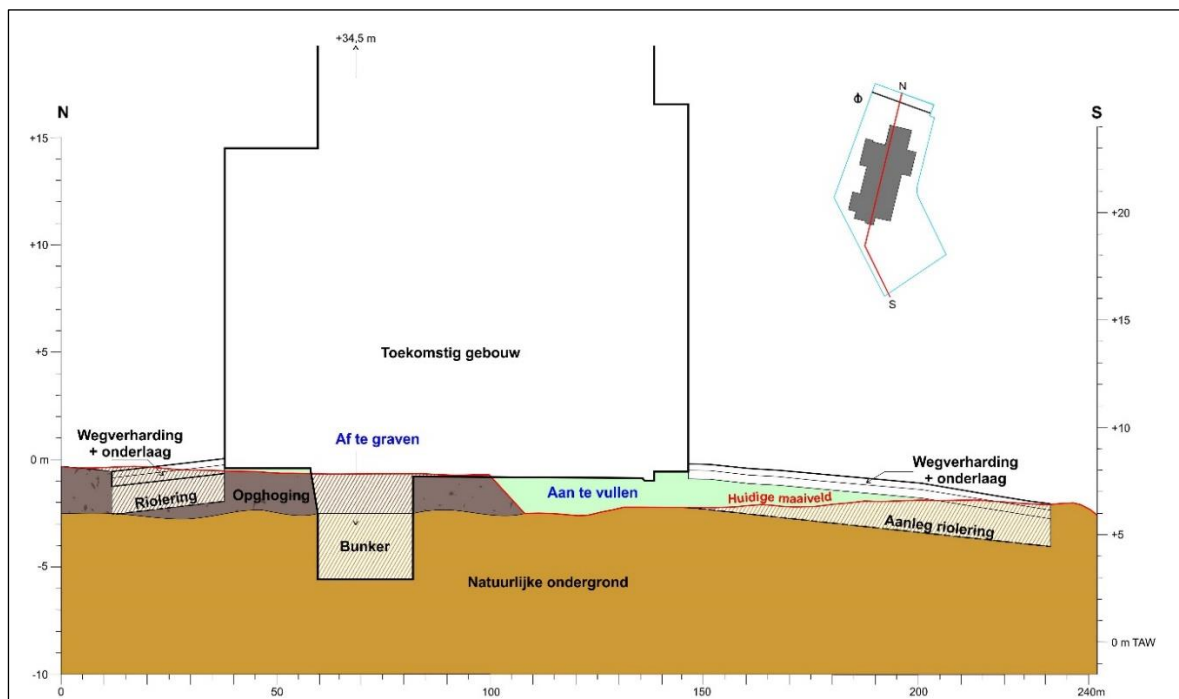 +34,5 m
N
Φ
N
S
S
+15
+10
+5
0 m
-5
-10
+20
+15
+10
+5
0 m TAW
Toekomstig gebouw
Wegverharding
+ onderlaag
Af te graven
Wegverharding
+ onderlaag
Riolering
Opghoging
Aan te vullen
Huidige maaiveld
Aanleg riolering
Bunker
Natuurlijke ondergrond
0
50
100
150
200
240m